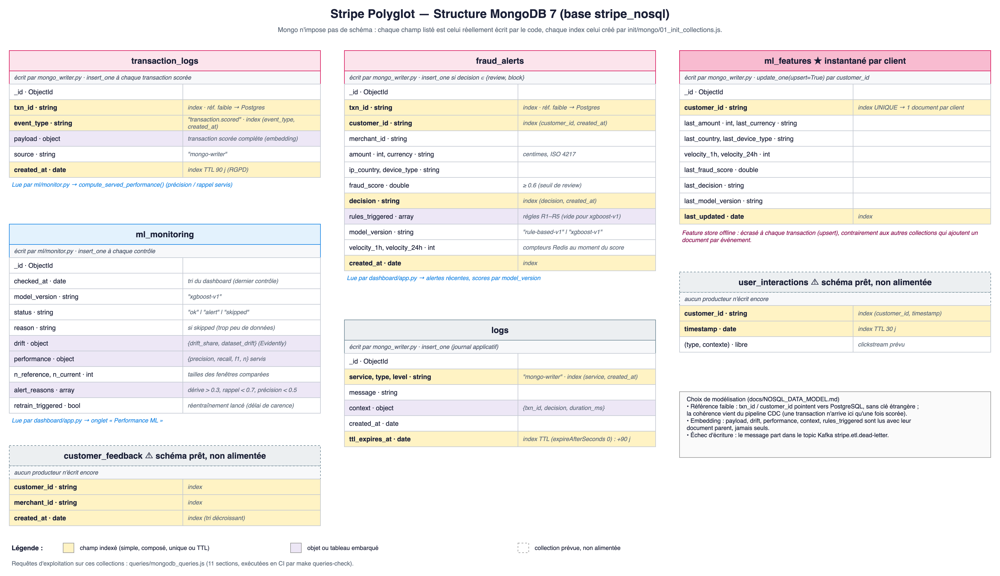 Stripe Polyglot — Structure MongoDB 7 (base stripe_nosql)
Mongo n'impose pas de schéma : chaque champ listé est celui réellement écrit par le code, chaque index celui créé par init/mongo/01_init_collections.js.
transaction_logs
écrit par mongo_writer.py · insert_one à chaque transaction scorée
_id · ObjectId
txn_id · string
index · réf. faible → Postgres
event_type · string
"transaction.scored" · index (event_type,
created_at)
payload · object
transaction scorée complète (embedding)
source · string
"mongo-writer"
created_at · date
index TTL 90 j (RGPD)
Lue par ml/monitor.py → compute_served_performance() (précision / rappel servis)
ml_monitoring
écrit par ml/monitor.py · insert_one à chaque contrôle
_id · ObjectId
checked_at · date
tri du dashboard (dernier contrôle)
model_version · string
"xgboost-v1"
status · string
"ok" | "alert" | "skipped"
reason · string
si skipped (trop peu de données)
drift · object
{drift_share, dataset_drift} (Evidently)
performance · object
{precision, recall, f1, n} servis
n_reference, n_current · int
tailles des fenêtres comparées
alert_reasons · array
dérive > 0.3, rappel < 0.7, précision < 0.5
retrain_triggered · bool
réentraînement lancé (délai de carence)
Lue par dashboard/app.py → onglet « Performance ML »
customer_feedback ⚠ schéma prêt, non alimentée
aucun producteur n'écrit encore
customer_id · string
index
merchant_id · string
index
created_at · date
index (tri décroissant)
fraud_alerts
écrit par mongo_writer.py · insert_one si decision ∈ {review, block}
_id · ObjectId
txn_id · string
index · réf. faible → Postgres
customer_id · string
index (customer_id, created_at)
merchant_id · string
amount · int, currency · string
centimes, ISO 4217
ip_country, device_type · string
fraud_score · double
≥ 0.6 (seuil de review)
decision · string
index (decision, created_at)
rules_triggered · array
règles R1–R5 (vide pour xgboost-v1)
model_version · string
"rule-based-v1" | "xgboost-v1"
velocity_1h, velocity_24h · int
compteurs Redis au moment du score
created_at · date
index
Lue par dashboard/app.py → alertes récentes, scores par model_version
logs
écrit par mongo_writer.py · insert_one (journal applicatif)
_id · ObjectId
service, type, level · string
"mongo-writer" · index (service, created_at)
message · string
context · object
{txn_id, decision, duration_ms}
created_at · date
ttl_expires_at · date
index TTL (expireAfterSeconds 0) : +90 j
ml_features ★ instantané par client
écrit par mongo_writer.py · update_one(upsert=True) par customer_id
_id · ObjectId
customer_id · string
index UNIQUE → 1 document par client
last_amount · int, last_currency · string
last_country, last_device_type · string
velocity_1h, velocity_24h · int
last_fraud_score · double
last_decision · string
last_model_version · string
last_updated · date
index
Feature store offline : écrasé à chaque transaction (upsert), contrairement aux autres collections qui ajoutent un
document par événement.
user_interactions ⚠ schéma prêt, non alimentée
aucun producteur n'écrit encore
customer_id · string
index (customer_id, timestamp)
timestamp · date
index TTL 30 j
(type, contexte) · libre
clickstream prévu
Choix de modélisation (docs/NOSQL_DATA_MODEL.md)
• Référence faible : txn_id / customer_id pointent vers PostgreSQL, sans clé étrangère ;
la cohérence vient du pipeline CDC (une transaction n'arrive ici qu'une fois scorée).
• Embedding : payload, drift, performance, context, rules_triggered sont lus avec leur
document parent, jamais seuls.
• Échec d'écriture : le message part dans le topic Kafka stripe.etl.dead-letter.
Légende :
champ indexé (simple, composé, unique ou TTL)
objet ou tableau embarqué
collection prévue, non alimentée
Requêtes d'exploitation sur ces collections : queries/mongodb_queries.js (11 sections, exécutées en CI par make queries-check).